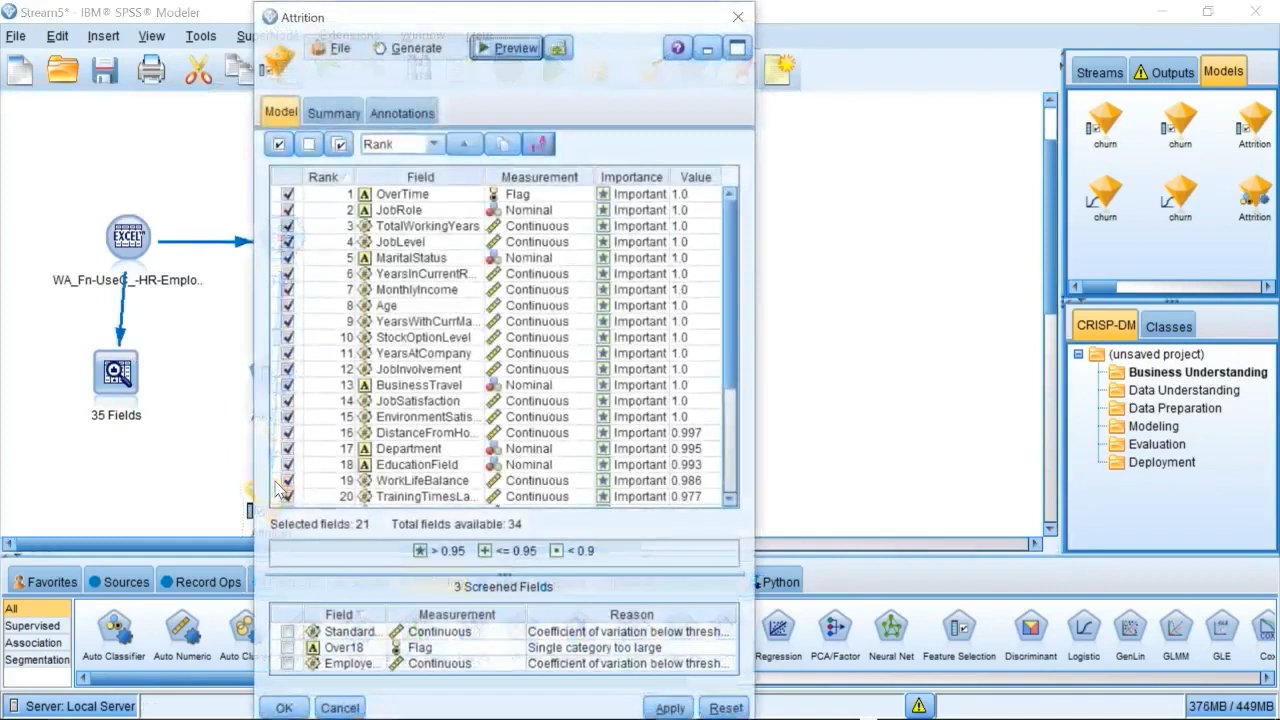 Stream5* - IBM® SPSS® Modeler
File Edit Insert View Tools
Attrition
File Generate Preview
Model Summary Annotations
Rank
Rank Field Measurement Importance Value
1 OverTime Flag Important 1.0
2 JobRole Nominal Important 1.0
3 TotalWorkingYears Continuous Important 1.0
4 JobLevel Continuous Important 1.0
5 MaritalStatus Nominal Important 1.0
6 YearsInCurrentR... Continuous Important 1.0
7 MonthlyIncome Continuous Important 1.0
8 Age Continuous Important 1.0
9 YearsWithCurrMa... Continuous Important 1.0
10 StockOptionLevel Continuous Important 1.0
11 YearsAtCompany Continuous Important 1.0
12 JobInvolvement Continuous Important 1.0
13 BusinessTravel Nominal Important 1.0
14 JobSatisfaction Continuous Important 1.0
15 EnvironmentSatis... Continuous Important 1.0
16 DistanceFromHo... Continuous Important 0.997
17 Department Nominal Important 0.995
18 EducationField Nominal Important 0.993
19 WorkLifeBalance Continuous Important 0.986
20 TrainingTimesLa... Continuous Important 0.977
Selected fields: 21 Total fields available: 34
> 0.95 <= 0.95 < 0.9
3 Screened Fields
Field Measurement Reason
Standard... Continuous Coefficient of variation below thresh...
Over18 Flag Single category too large
Employe... Continuous Coefficient of variation below thresh...
OK Cancel Apply Reset
EXCEL
WA_Fn-UseC_-HR-Emplo..
35 Fields
Streams Outputs Models
churn churn Attrition
churn churn Attrition
CRISP-DM Classes
(unsaved project)
Business Understanding
Data Understanding
Data Preparation
Modeling
Evaluation
Deployment
Favorites Sources Record Ops Python
All
Supervised
Association
Segmentation
Auto Classifier Auto Numeric Auto Clu Regression PCA/Factor Neural Net Feature Selection Discriminant Logistic GenLin GLMM GLE Cox
Server: Local Server 376MB / 449MB